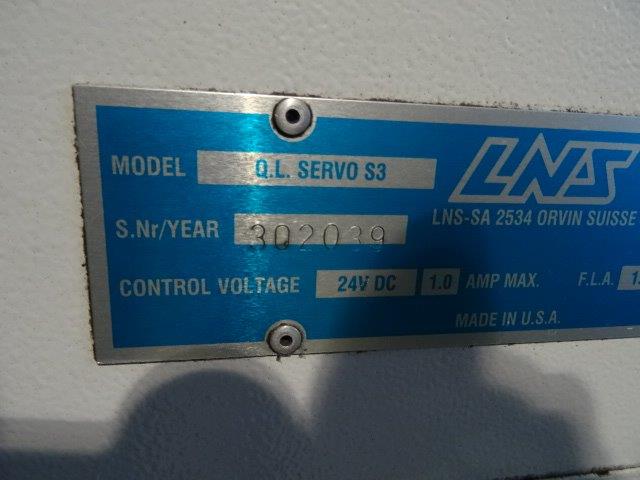 MODEL Q.L. SERVO S3
LNS
LNS-SA 2534 ORVIN SUISSE
S.Nr/YEAR 302039
CONTROL VOLTAGE 24V DC 1.0 AMP MAX. F.L.A.
MADE IN U.S.A.